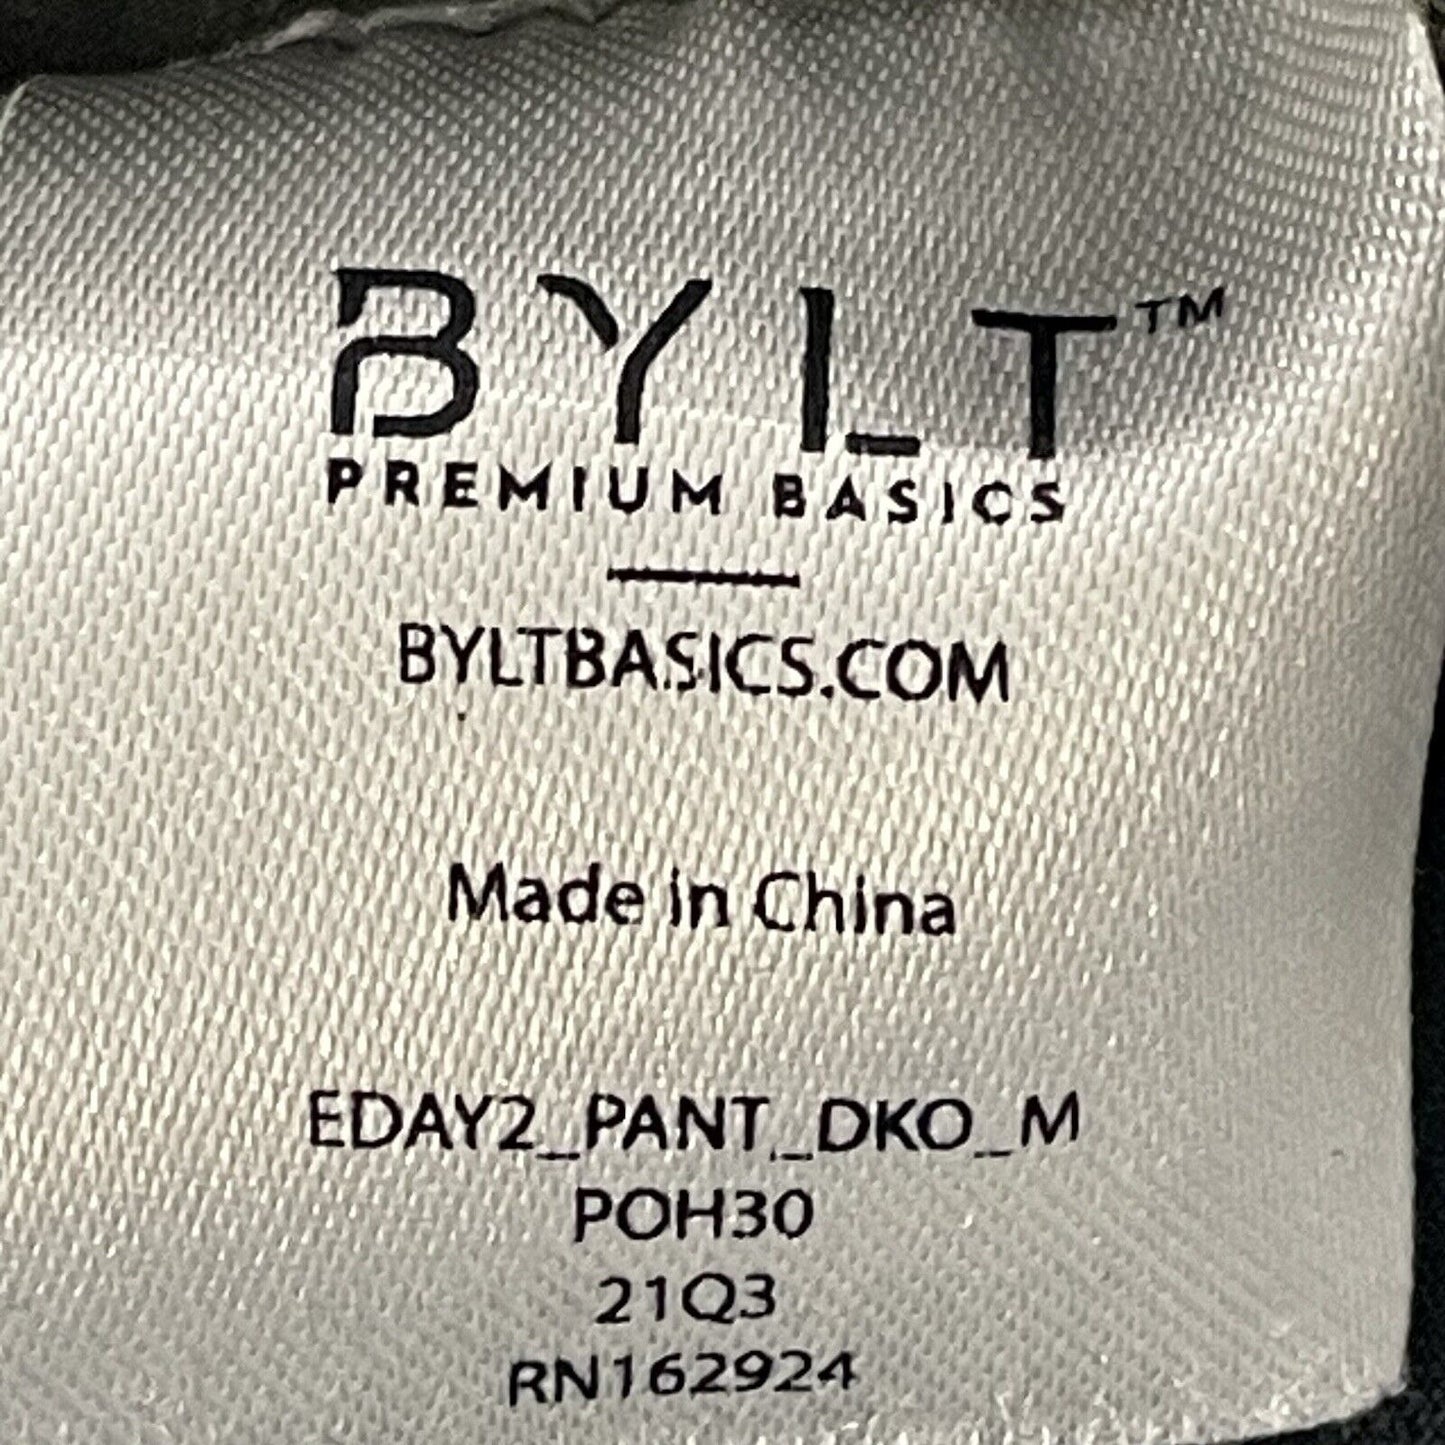 BYLT™
PREMIUM BASICS
BYLTBASICS.COM
Made in China
EDAY2_PANT_DKO_M
POH30
21Q3
RN162924